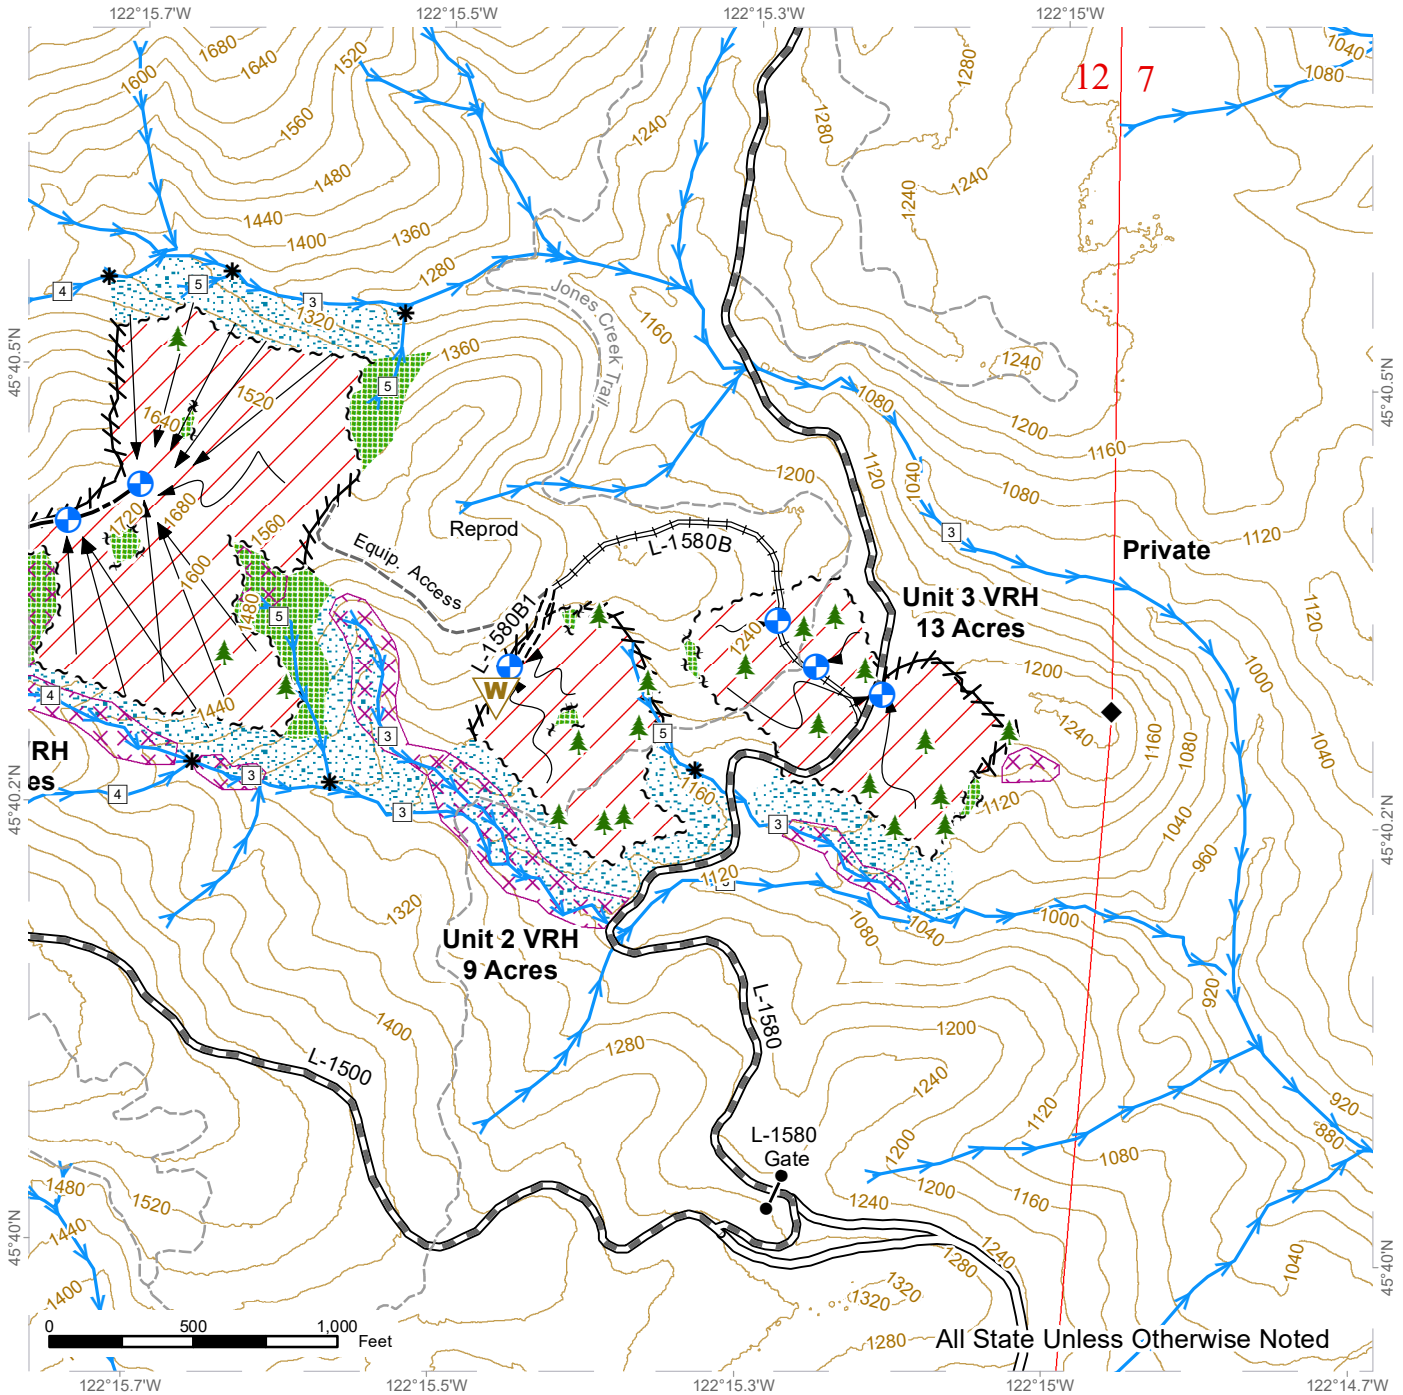 122°15.7'W 122°15.5'W 122°15.3'W 122°15'W
1680 1640 1520 1280 1040
1600 1080
12 7
1560 1240 1280
1480 1240 1240
1440 1400 1360
1280
4 5 3
1320
Jones Creek Trail
1160
45°40.5'N 45°40.5'N
1360 1240
5
1520 1640 1080 1200
1160
1200 1120 1040 1080
1720 1680 1560
Reprod
Equip. Access
L-1580B
3
Private
1120
1600
1480
5
L-1580B1
Unit 3 VRH
13 Acres
1120
1240
1200
1000
W
4
1440
5
3
1240 1160 1080 1040
VRH
es
3
4
3
1160
3
1120
1040
960
45°40.2'N 45°40.2'N
1120
1320
1080 1040 1000
Unit 2 VRH
9 Acres
920
L-1580
1400
1280
1200
L-1500
1240
1120
920
880
L-1580
Gate
1200
1080
1480 1520
1240 1200 1160
1440
45°40'N 45°40'N
1240
1280
1040
1400
1320
1320
1280
0 500 1,000
Feet
All State Unless Otherwise Noted
122°15.7'W 122°15.5'W 122°15.3'W 122°15'W 122°14.7'W